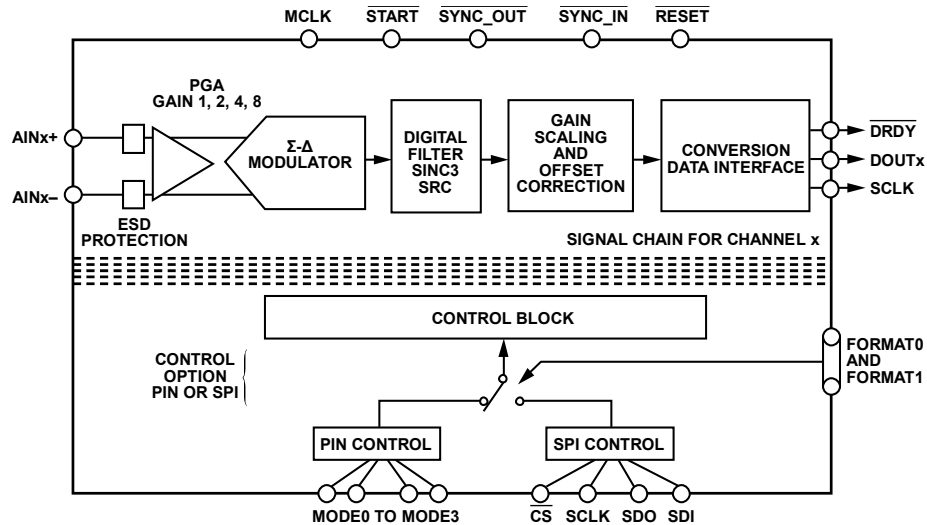 MCLK
START
SYNC_OUT
SYNC_IN
RESET
PGA
GAIN 1, 2, 4, 8
AINx+
AINx–
ESD
PROTECTION
Σ-Δ
MODULATOR
DIGITAL
FILTER
SINC3
SRC
GAIN
SCALING
AND
OFFSET
CORRECTION
CONVERSION
DATA INTERFACE
DRDY
DOUTx
SCLK
SIGNAL CHAIN FOR CHANNEL x
CONTROL BLOCK
CONTROL
OPTION
PIN OR SPI
FORMAT0
AND
FORMAT1
PIN CONTROL
SPI CONTROL
MODE0 TO MODE3
CS
SCLK
SDO
SDI